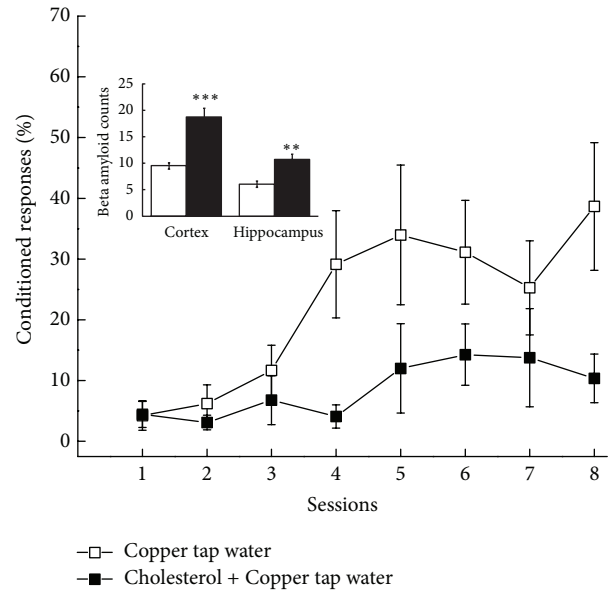 70
60
50
40
30
20
10
0
Conditioned responses (%)
25
20
15
10
5
0
Beta amyloid counts
***
**
Cortex Hippocampus
1 2 3 4 5 6 7 8
Sessions
Copper tap water
Cholesterol + Copper tap water